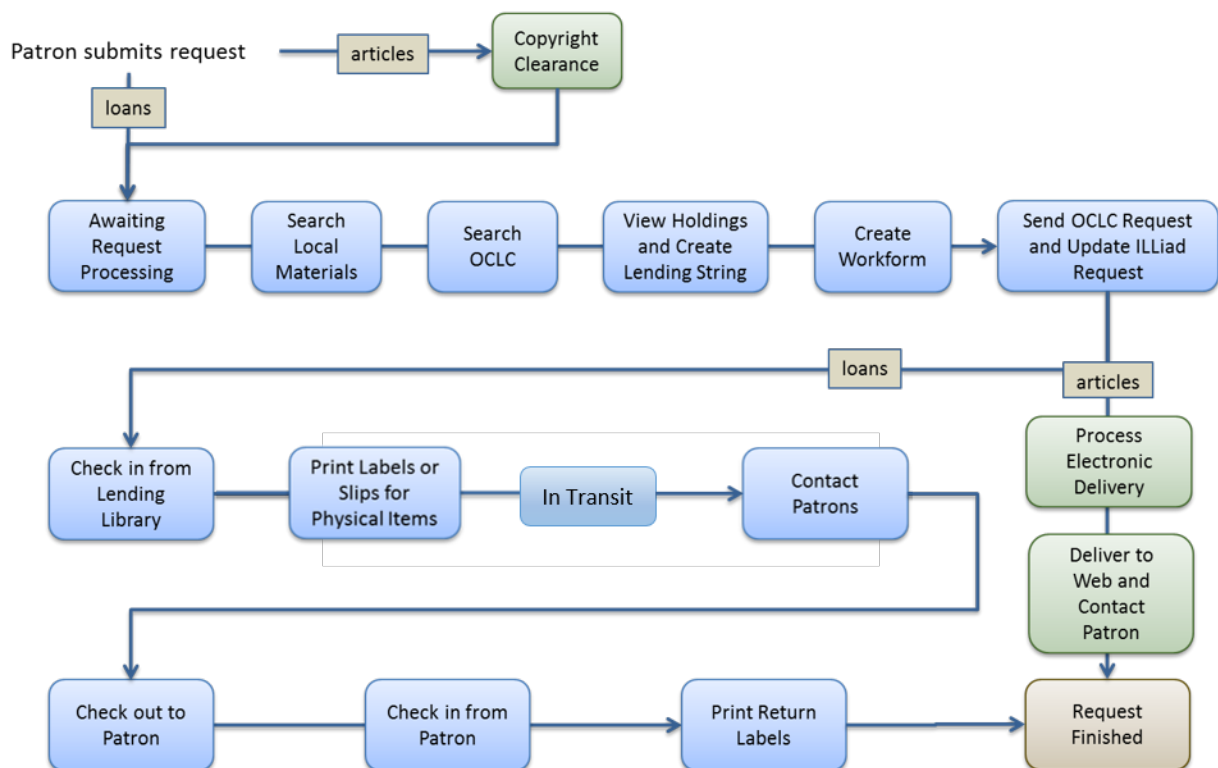 Patron submits request
articles
Copyright
Clearance
loans
Awaiting
Request
Processing
Search
Local
Materials
Search
OCLC
View Holdings
and Create
Lending String
Create
Workform
Send OCLC Request
and Update ILLiad
Request
loans
articles
Check in from
Lending
Library
Print Labels or
Slips for
Physical Items
In Transit
Contact
Patrons
Process
Electronic
Delivery
Deliver to
Web and
Contact
Patron
Check out to
Patron
Check in from
Patron
Print Return
Labels
Request
Finished